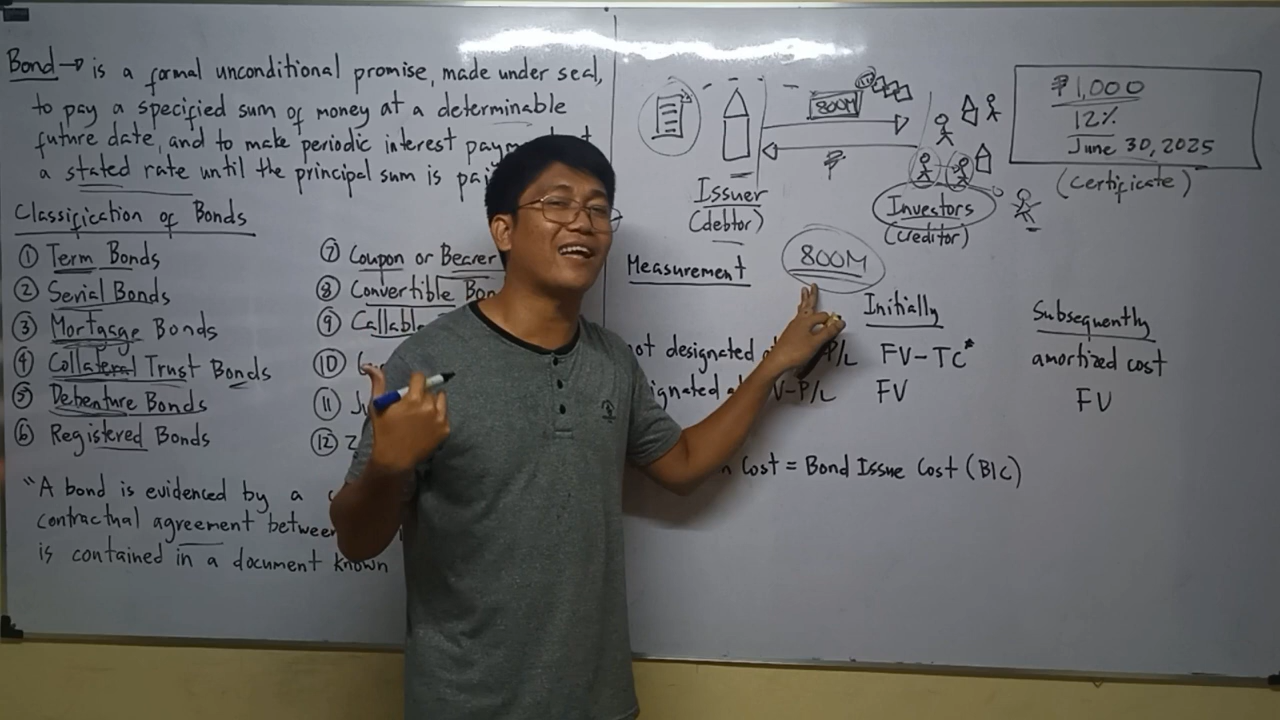 Bond → is a formal unconditional promise, made under seal,
to pay a specified sum of money at a determinable
future date, and to make periodic interest
a stated rate until the principal sum is
Classification of Bonds
① Term Bonds
② Serial Bonds
③ Mortgage Bonds
④ Collateral Trust Bonds
⑤ Debenture Bonds
⑥ Registered Bonds
⑦ Coupon or Bearer
⑧ Convertible
⑨ Callable
⑩
⑪
⑫ Z
"A bond is evidenced by a
contractual agreement between
is contained in a document known
800M
₱
Issuer
(debtor)
Investors
(creditor)
₱1,000
12%
June 30, 2025
(certificate)
Measurement
800M
Initially
Subsequently
not designated P/L FV-TC* amortized cost
V-P/L FV FV
Cost = Bond Issue Cost (BIC)